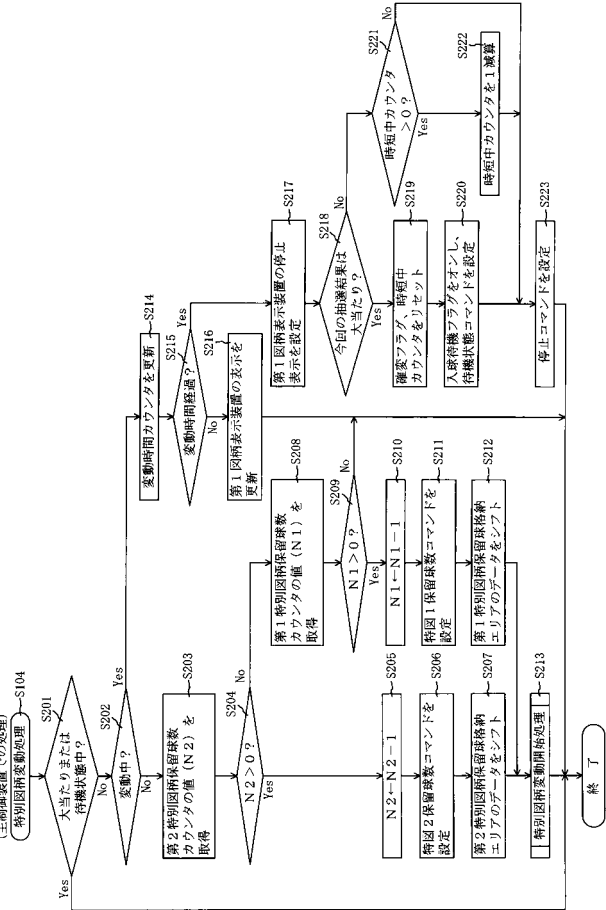 (主制御装置での処理)
特別図柄変動処理
S104
S201
大当たりまたは
待機状態中?
Yes
No
S202
変動中?
Yes
No
S203
第2特別図柄保留球数
カウンタの値(N2)を
取得
S204
N2>0?
No
Yes
S205
N2←N2-1
S206
特図2保留球数コマンドを
設定
S207
第2特別図柄保留球格納
エリアのデータをシフト
S208
第1特別図柄保留球数
カウンタの値(N1)を
取得
S209
N1>0?
No
Yes
S210
N1←N1-1
S211
特図1保留球数コマンドを
設定
S212
第1特別図柄保留球格納
エリアのデータをシフト
S213
特別図柄変動開始処理
S214
変動時間カウンタを更新
S215
変動時間経過?
Yes
No
S216
第1図柄表示装置の表示を
更新
S217
第1図柄表示装置の停止
表示を設定
S218
今回の抽選結果は
大当たり?
No
Yes
S219
確変フラグ、時短中
カウンタをリセット
S220
入球待機フラグをオンし、
待機状態コマンドを設定
S221
時短中カウンタ
>0?
No
Yes
S222
時短中カウンタを1減算
S223
停止コマンドを設定
終 了